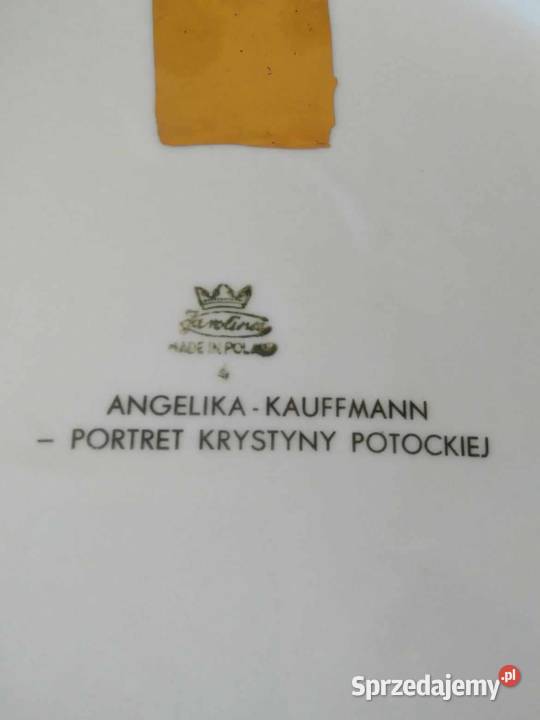 Karolina
MADE IN POLAND
4
ANGELIKA - KAUFFMANN
– PORTRET KRYSTYNY POTOCKIEJ
Sprzedajemy.pl